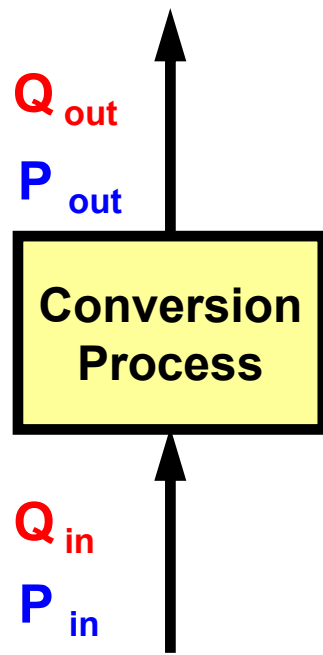 Q out
P out
Conversion
Process
Q in
P in